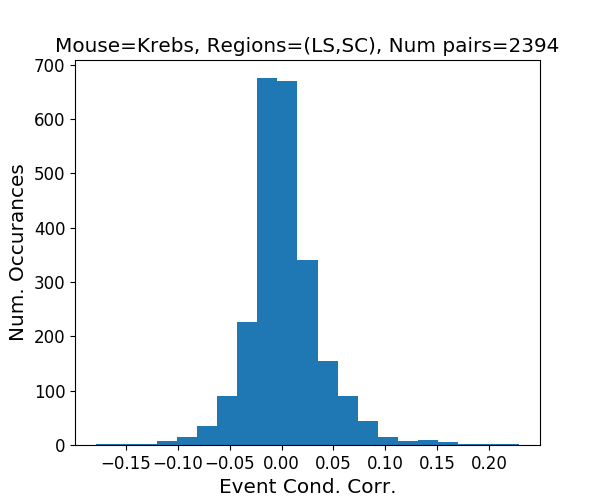 Mouse=Krebs, Regions=(LS,SC), Num pairs=2394
700
600
500
400
300
200
100
0
Num. Occurances
−0.15 −0.10 −0.05 0.00 0.05 0.10 0.15 0.20
Event Cond. Corr.